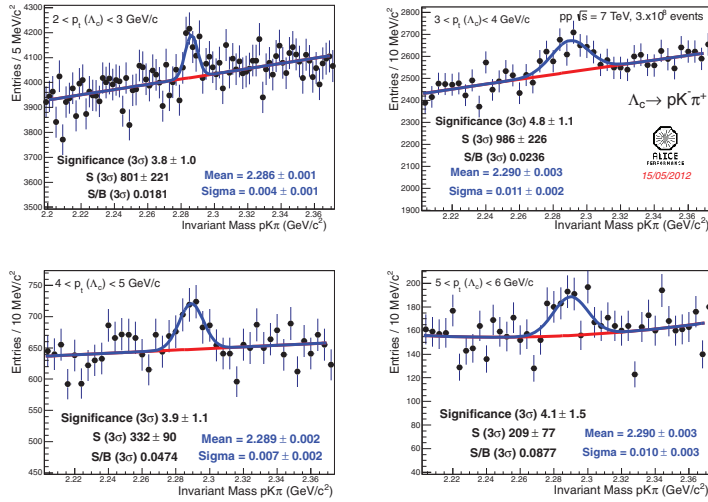 2 < p_t (Λ_c) < 3 GeV/c
Entries / 5 MeV/c²
4200
4100
4000
3900
3800
3700
3600
3500
Significance (3σ) 3.8 ± 1.0
S (3σ) 801 ± 221
S/B (3σ) 0.0181
Mean = 2.286 ± 0.001
Sigma = 0.004 ± 0.001
2.2 2.22 2.24 2.26 2.28 2.3 2.32 2.34 2.36
Invariant Mass pKπ (GeV/c²)
3 < p_t (Λ_c) < 4 GeV/c
pp √s = 7 TeV, 3.x10⁸ events
Entries / 10 MeV/c²
2800
2700
2600
2500
2400
2300
2200
2100
2000
1900
Λ_c → pK⁻π⁺
Significance (3σ) 4.8 ± 1.1
S (3σ) 986 ± 226
S/B (3σ) 0.0236
Mean = 2.290 ± 0.003
Sigma = 0.011 ± 0.002
ALICE
PERFORMANCE
15/05/2012
2.22 2.24 2.26 2.28 2.3 2.32 2.34 2.36
Invariant Mass pKπ (GeV/c²)
4 < p_t (Λ_c) < 5 GeV/c
Entries / 10 MeV/c²
750
700
650
600
550
500
450
Significance (3σ) 3.9 ± 1.1
S (3σ) 332 ± 90
S/B (3σ) 0.0474
Mean = 2.289 ± 0.002
Sigma = 0.007 ± 0.002
2.22 2.24 2.26 2.28 2.3 2.32 2.34 2.36
Invariant Mass pKπ (GeV/c²)
5 < p_t (Λ_c) < 6 GeV/c
Entries / 10 MeV/c²
200
180
160
140
120
100
80
60
40
Significance (3σ) 4.1 ± 1.5
S (3σ) 209 ± 77
S/B (3σ) 0.0877
Mean = 2.290 ± 0.003
Sigma = 0.010 ± 0.003
2.22 2.24 2.26 2.28 2.3 2.32 2.34 2.36
Invariant Mass pKπ (GeV/c²)